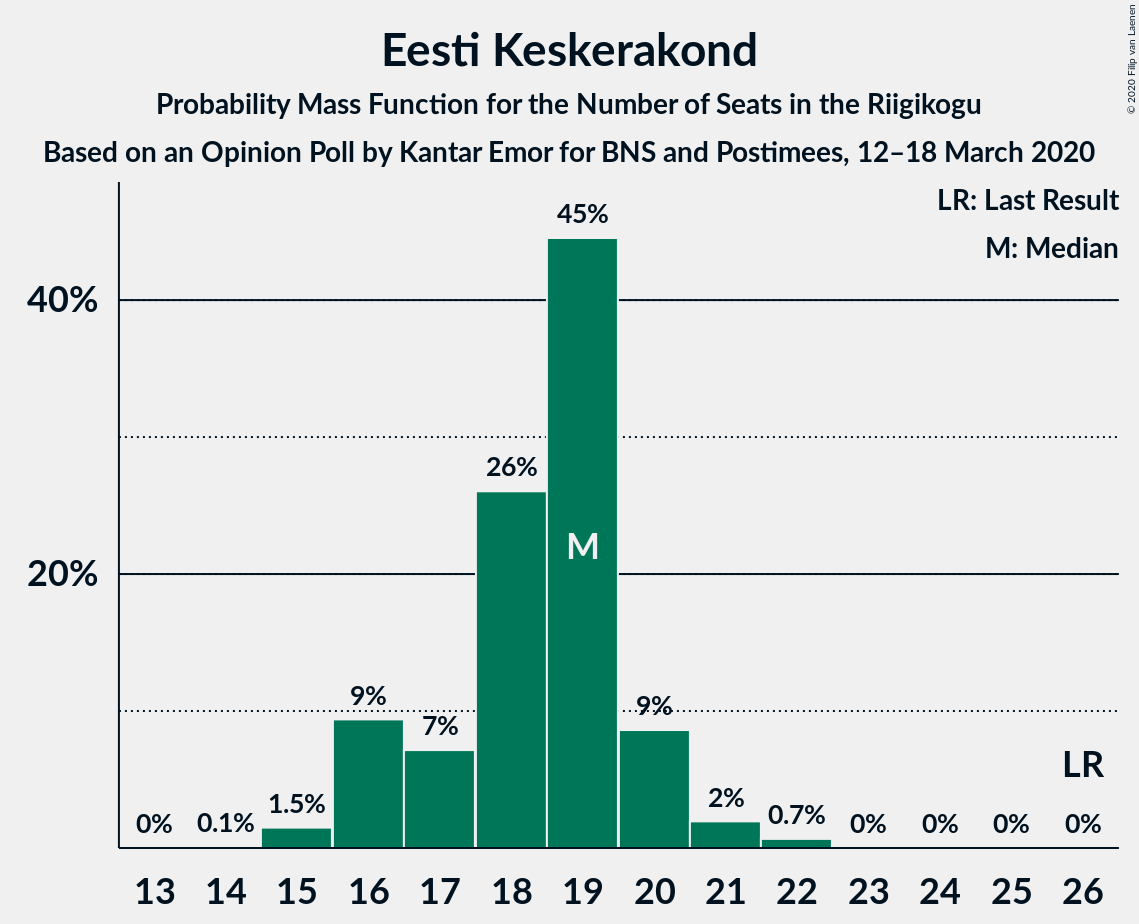 © 2020 Filip van Laenen
Eesti Keskerakond
Probability Mass Function for the Number of Seats in the Riigikogu
Based on an Opinion Poll by Kantar Emor for BNS and Postimees, 12–18 March 2020
LR: Last Result
M: Median
45%
40%
26%
M
20%
9%
7%
9%
LR
0%
0.1%
1.5%
2%
0.7%
0%
0%
0%
0%
13 14 15 16 17 18 19 20 21 22 23 24 25 26